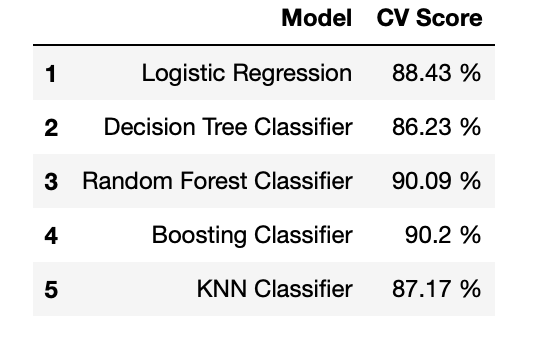 Model CV Score
1 Logistic Regression 88.43 %
2 Decision Tree Classifier 86.23 %
3 Random Forest Classifier 90.09 %
4 Boosting Classifier 90.2 %
5 KNN Classifier 87.17 %